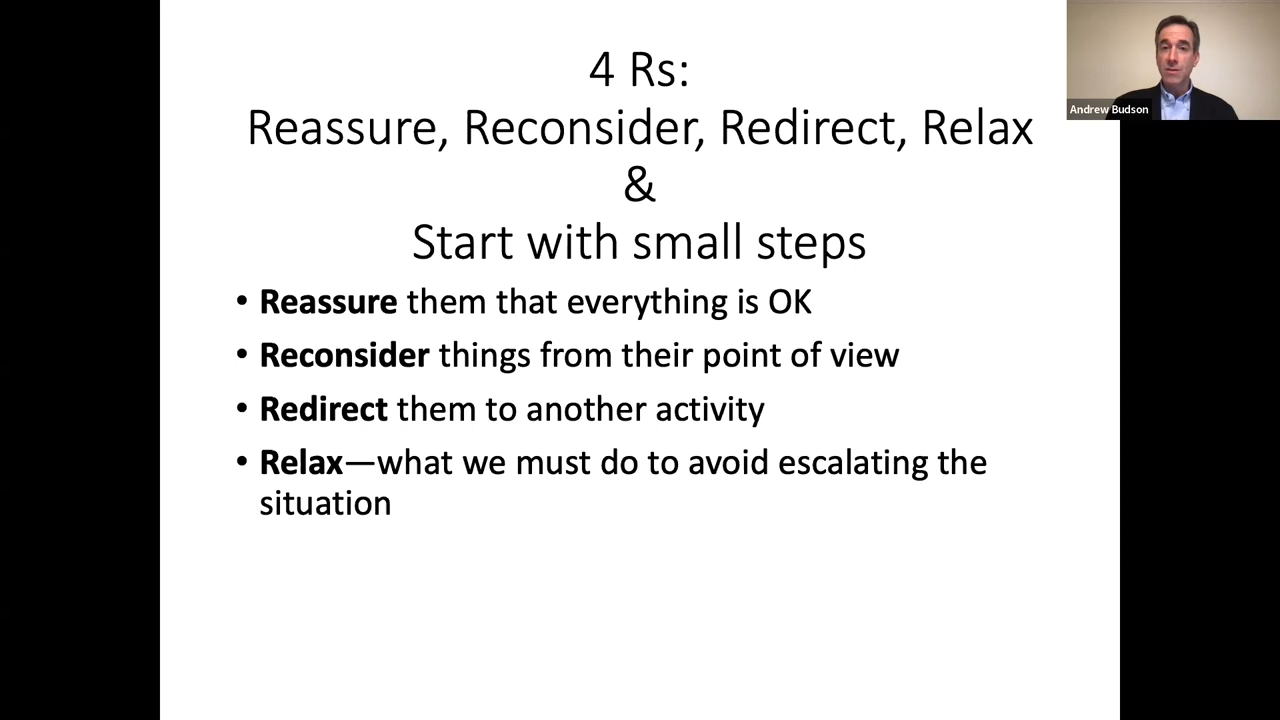 4 Rs:
Reassure, Reconsider, Redirect, Relax
&
Start with small steps
• Reassure them that everything is OK
• Reconsider things from their point of view
• Redirect them to another activity
• Relax—what we must do to avoid escalating the
situation
Andrew Budson